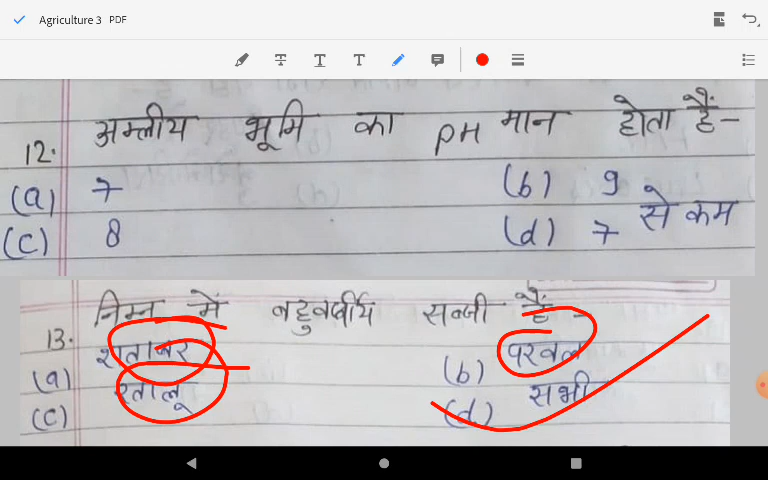 Agriculture 3 PDF
12. अम्लीय भूमि का PH मान होता हैं-
(a) 7 (b) 9
(c) 8 (d) 7 से कम
13. निम्न में बहुवर्षीय सब्जी हैं -
(a) शतावर (b) परवल
(c) रतालू (d) सभी